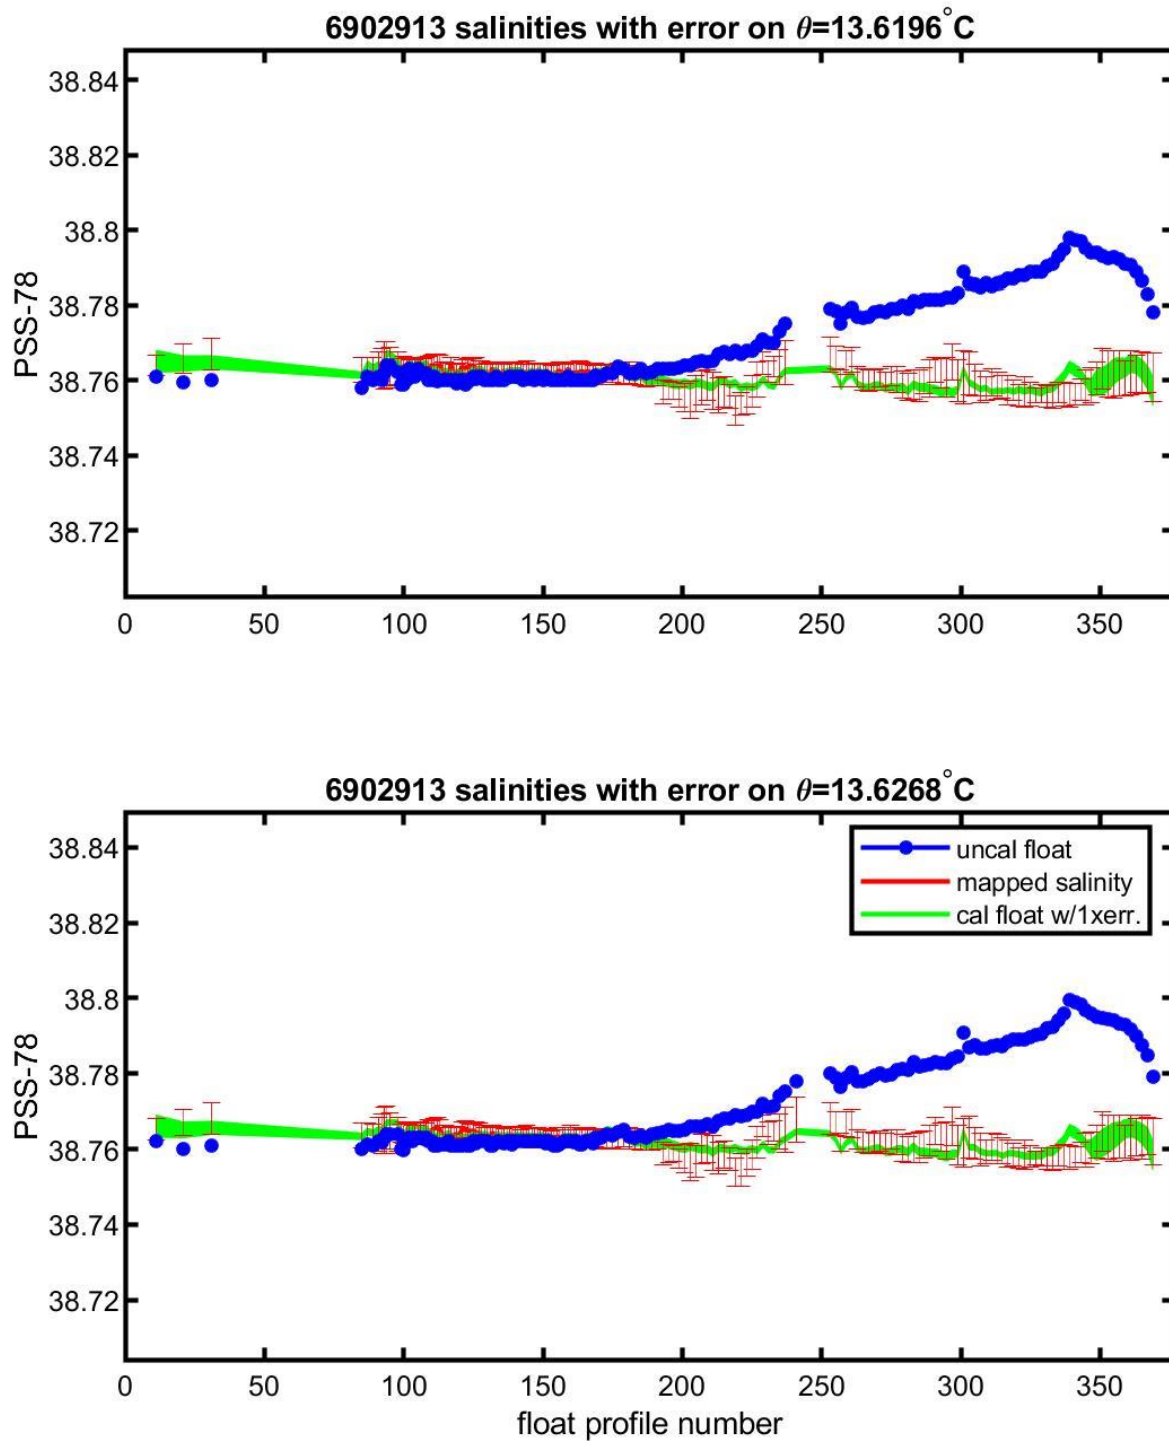 6902913 salinities with error on θ=13.6196°C
38.84
38.82
38.8
38.78
38.76
38.74
38.72
PSS-78
0 50 100 150 200 250 300 350
6902913 salinities with error on θ=13.6268°C
uncal float
mapped salinity
cal float w/1xerr.
38.84
38.82
38.8
38.78
38.76
38.74
38.72
PSS-78
0 50 100 150 200 250 300 350
float profile number